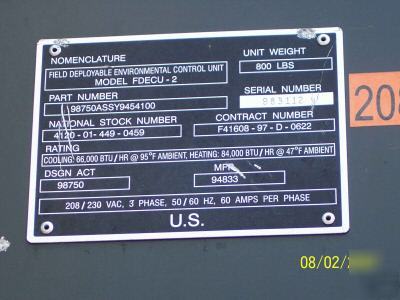 NOMENCLATURE
FIELD DEPLOYABLE ENVIRONMENTAL CONTROL UNIT
MODEL FDECU - 2
UNIT WEIGHT
800 LBS
PART NUMBER
98750ASSY9454100
SERIAL NUMBER
NATIONAL STOCK NUMBER
4120-01-449-0459
CONTRACT NUMBER
F41608-97-D-0622
RATING
COOLING: 66,000 BTU / HR @ 95°F AMBIENT, HEATING: 84,000 BTU / HR @ 47°F AMBIENT
DSGN ACT
98750
MFR
94833
208 / 230 VAC, 3 PHASE, 50 / 60 HZ, 60 AMPS PER PHASE
U.S.
208
08/02/